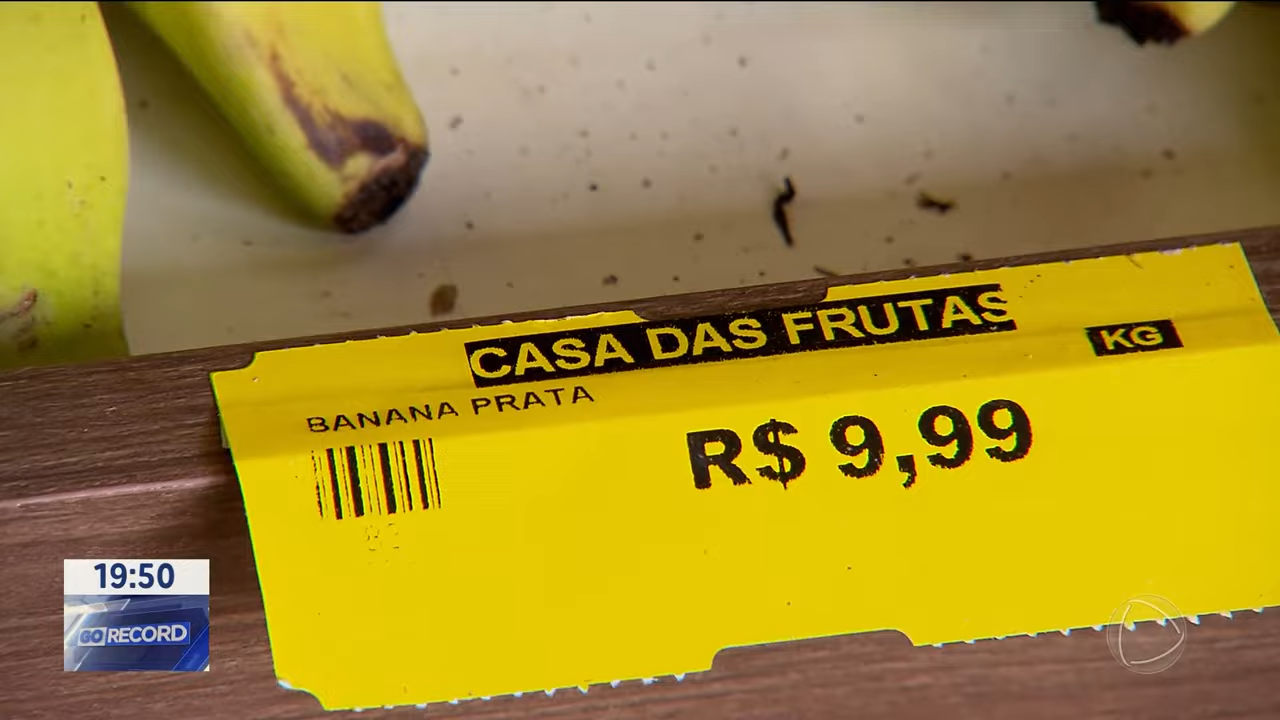 CASA DAS FRUTAS
KG
BANANA PRATA
R$ 9,99
19:50
GO RECORD